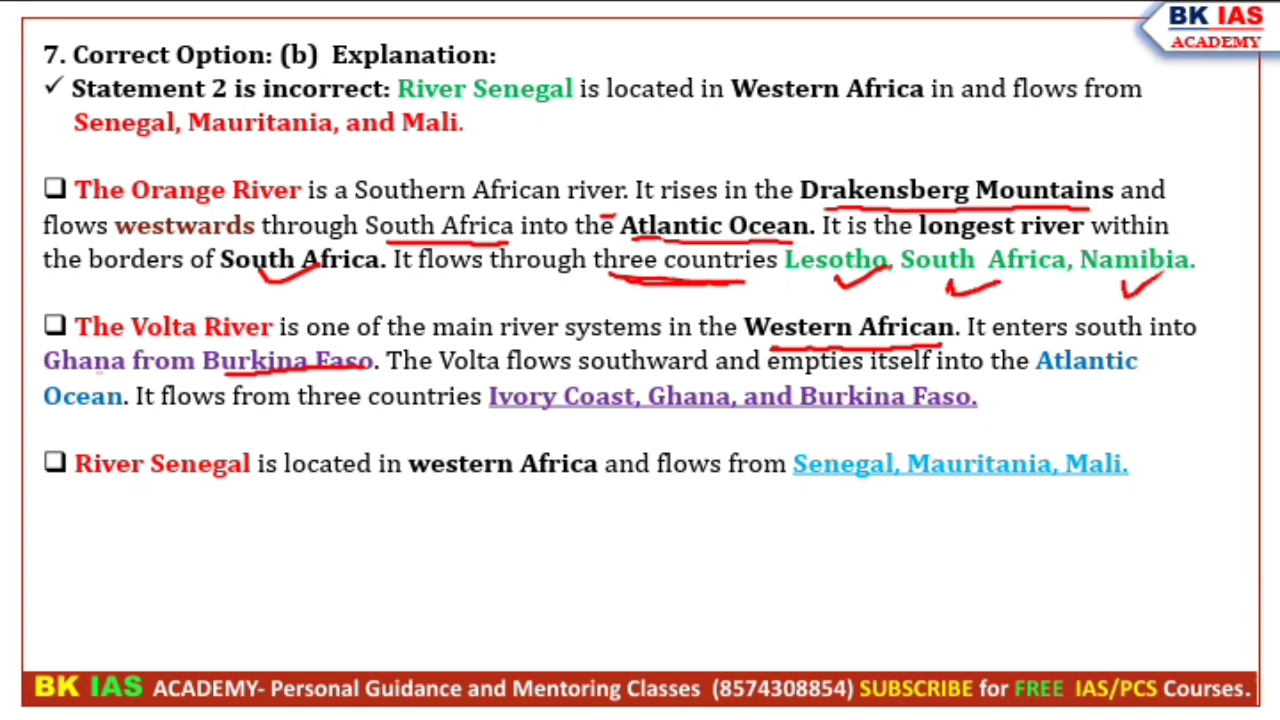 BK IAS
ACADEMY
7. Correct Option: (b) Explanation:
✓ Statement 2 is incorrect: River Senegal is located in Western Africa in and flows from
Senegal, Mauritania, and Mali.
❑ The Orange River is a Southern African river. It rises in the Drakensberg Mountains and
flows westwards through South Africa into the Atlantic Ocean. It is the longest river within
the borders of South Africa. It flows through three countries Lesotho, South Africa, Namibia.
❑ The Volta River is one of the main river systems in the Western African. It enters south into
Ghana from Burkina Faso. The Volta flows southward and empties itself into the Atlantic
Ocean. It flows from three countries Ivory Coast, Ghana, and Burkina Faso.
❑ River Senegal is located in western Africa and flows from Senegal, Mauritania, Mali.
BK IAS ACADEMY- Personal Guidance and Mentoring Classes (8574308854) SUBSCRIBE for FREE IAS/PCS Courses.